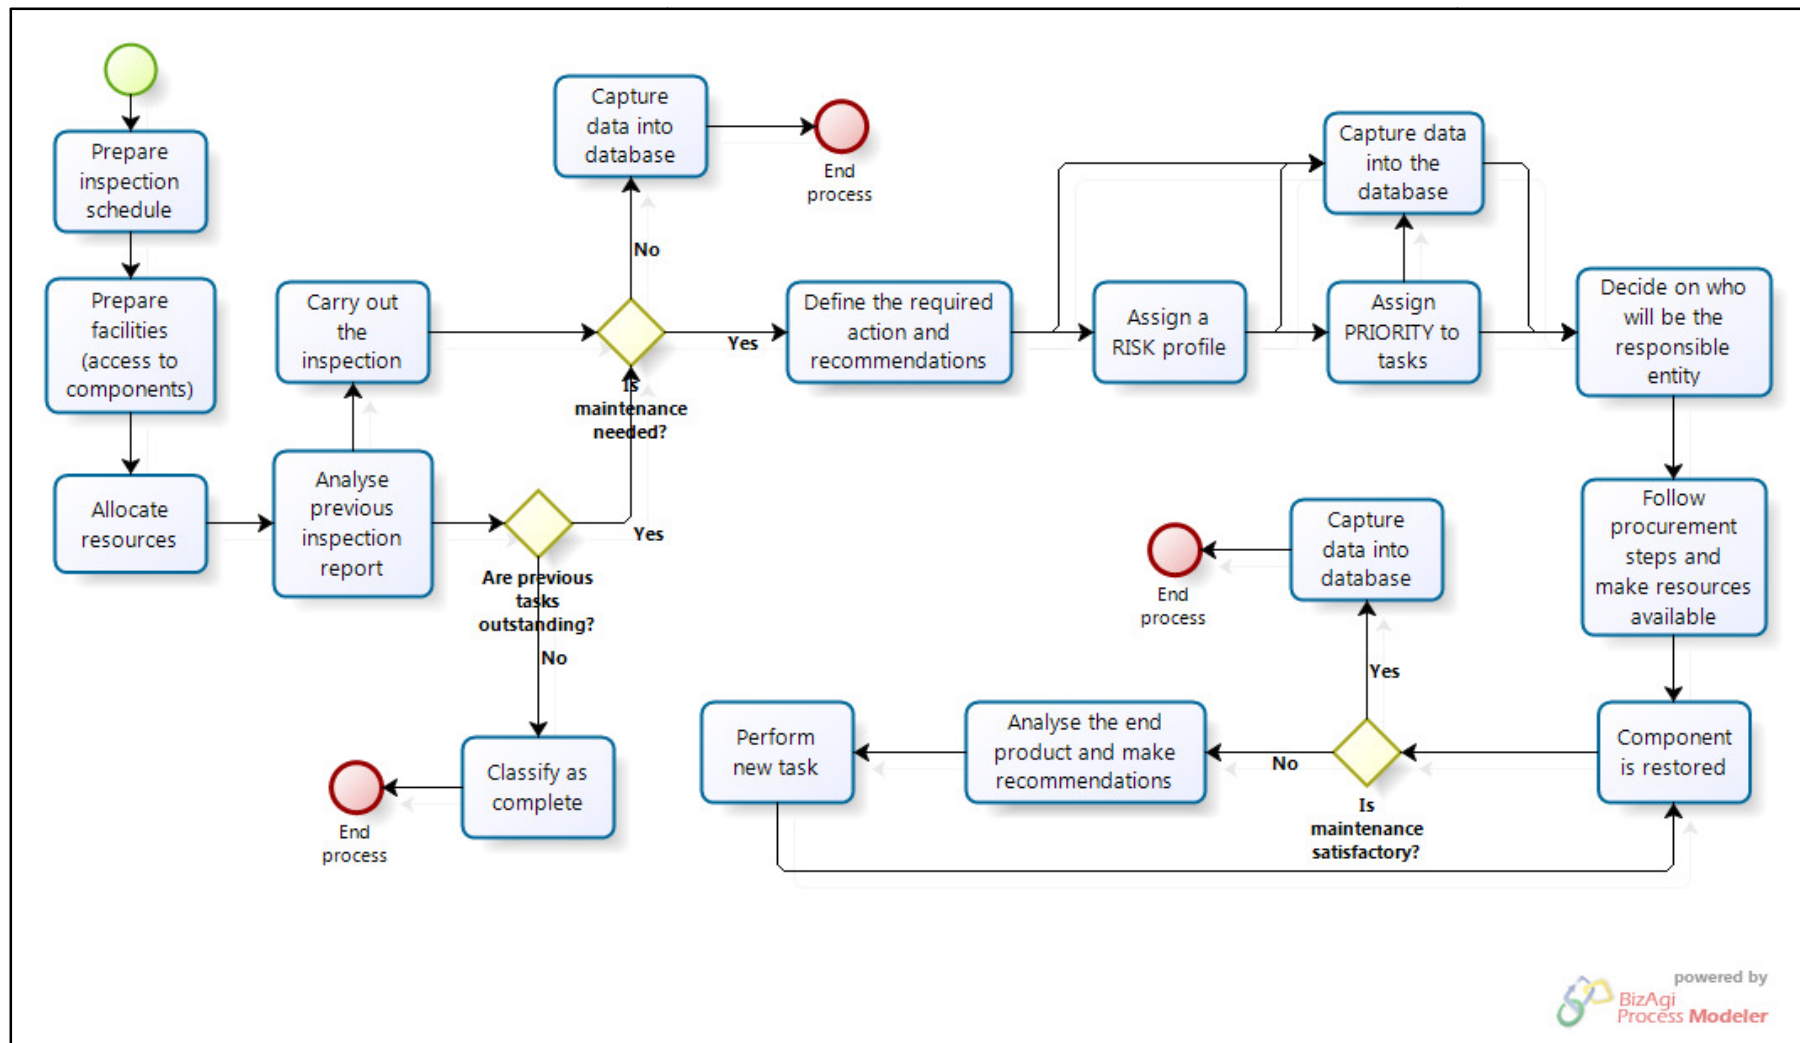 Prepare
inspection
schedule
Prepare
facilities
(access to
components)
Allocate
resources
Analyse
previous
inspection
report
Carry out
the
inspection
Are previous
tasks
outstanding?
Yes
No
Classify as
complete
End
process
Is
maintenance
needed?
No
Capture
data into
database
End
process
Yes
Define the required
action and
recommendations
Assign a
RISK profile
Assign
PRIORITY to
tasks
Capture data
into the
database
Decide on who
will be the
responsible
entity
Follow
procurement
steps and
make resources
available
Component
is restored
Is
maintenance
satisfactory?
Yes
Capture
data into
database
End
process
No
Analyse the end
product and make
recommendations
Perform
new task
powered by
BizAgi
Process Modeler